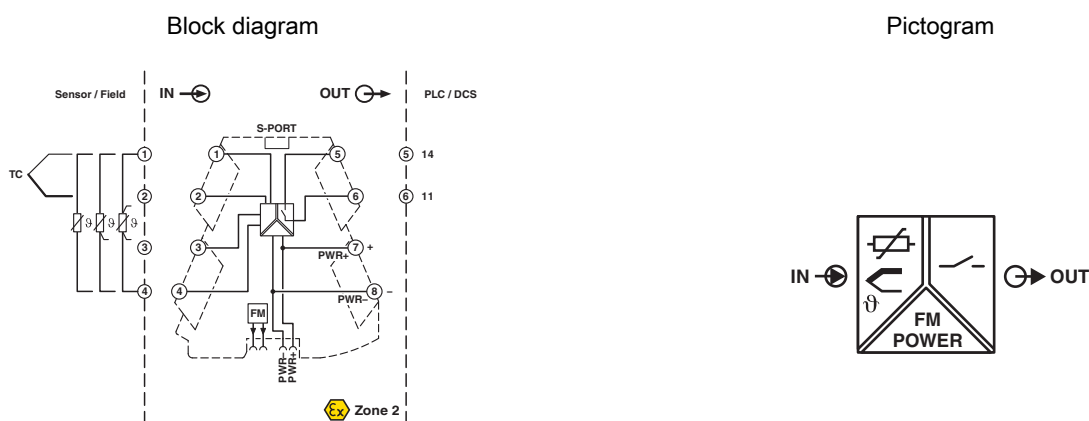 Block diagram
Pictogram
Sensor / Field
IN
OUT
PLC / DCS
S-PORT
1
1
5
5
14
TC
2
2
6
6
11
ϑ
ϑ
ϑ
3
3
7
+
PWR+
4
4
8
–
PWR–
FM
PWR–
PWR+
Ex
Zone 2
IN
OUT
ϑ
FM
POWER